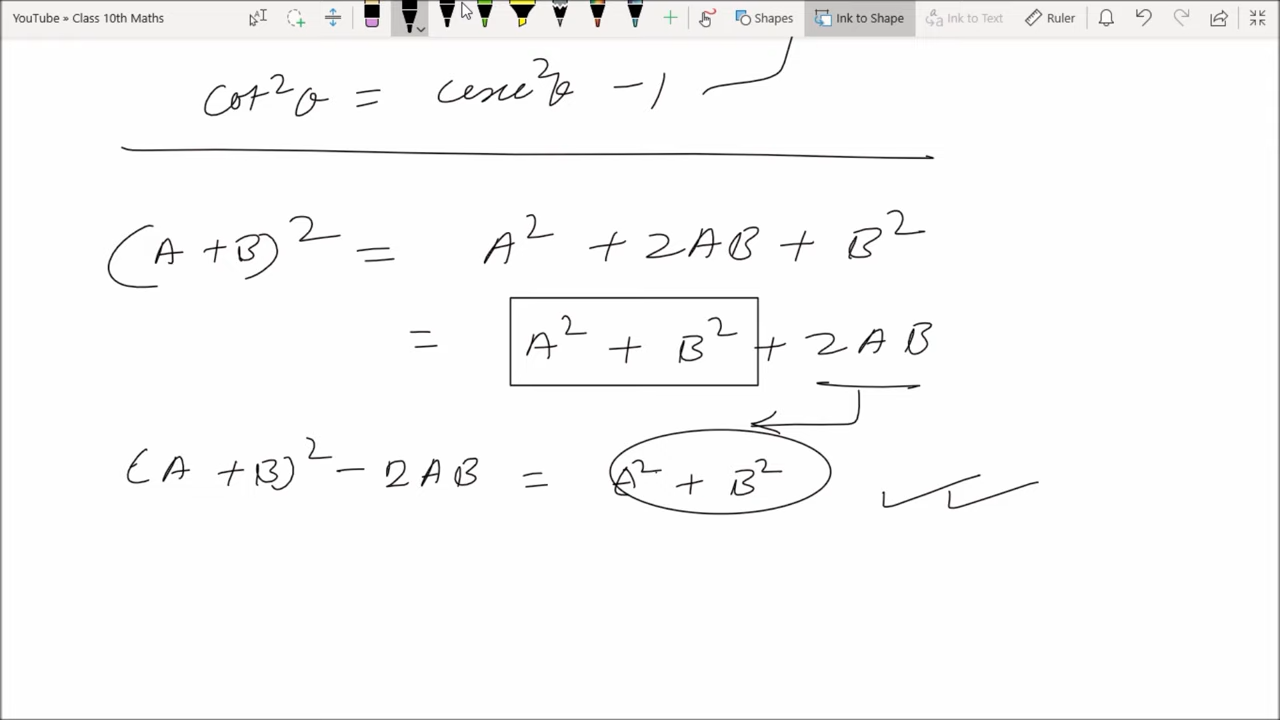 YouTube » Class 10th Maths Shapes Ink to Shape Ink to Text Ruler
cot²θ = cosec²θ - 1
(A + B)² = A² + 2AB + B²
= A² + B² + 2AB
(A + B)² - 2AB = A² + B²